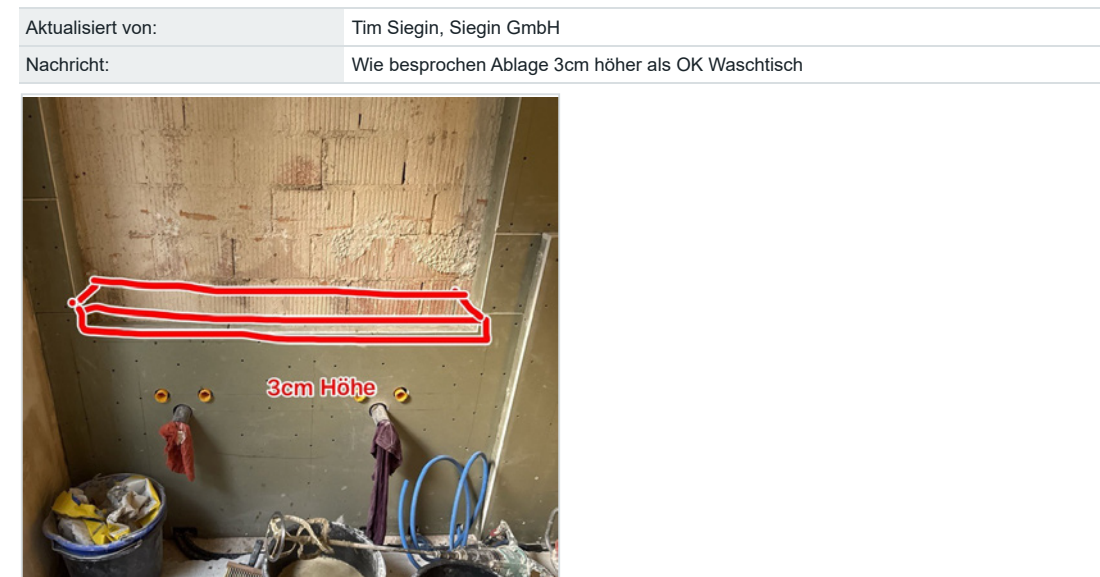 Aktualisiert von: Tim Siegin, Siegin GmbH
Nachricht: Wie besprochen Ablage 3cm höher als OK Waschtisch
3cm Höhe